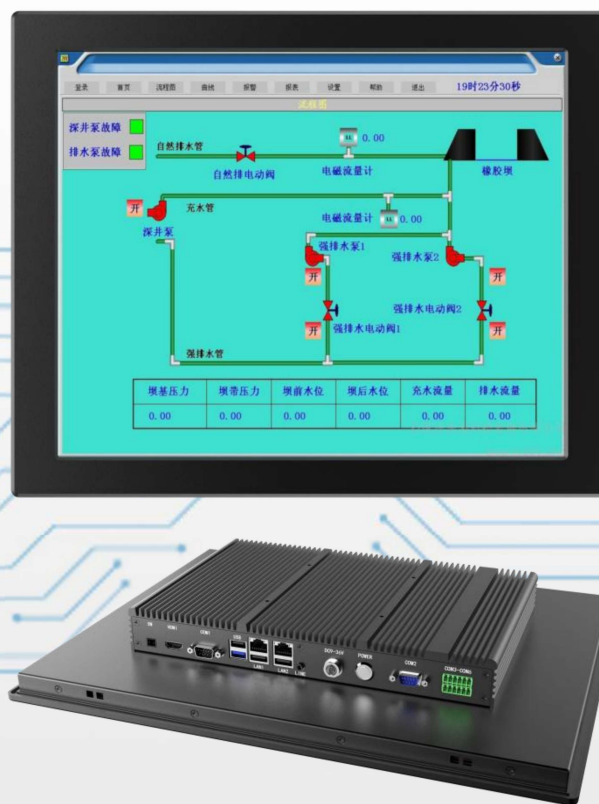 登录 首页 流程图 曲线 报警 报表 设置 帮助 退出 19时23分30秒
流程图
深井泵故障
排水泵故障
自然排水管
0.00
自然排电动阀
电磁流量计
橡胶坝
开
充水管
深井泵
电磁流量计
0.00
强排水泵1
强排水泵2
开
开
强排水电动阀2
开
开
强排水电动阀1
强排水管
坝基压力 坝带压力 坝前水位 坝后水位 充水流量 排水流量
0.00 0.00 0.00 0.00 0.00 0.00
HDMI
COM1
USB
LAN1
LAN2
LINE
DC9~36V
POWER
COM2
COM3~COM6